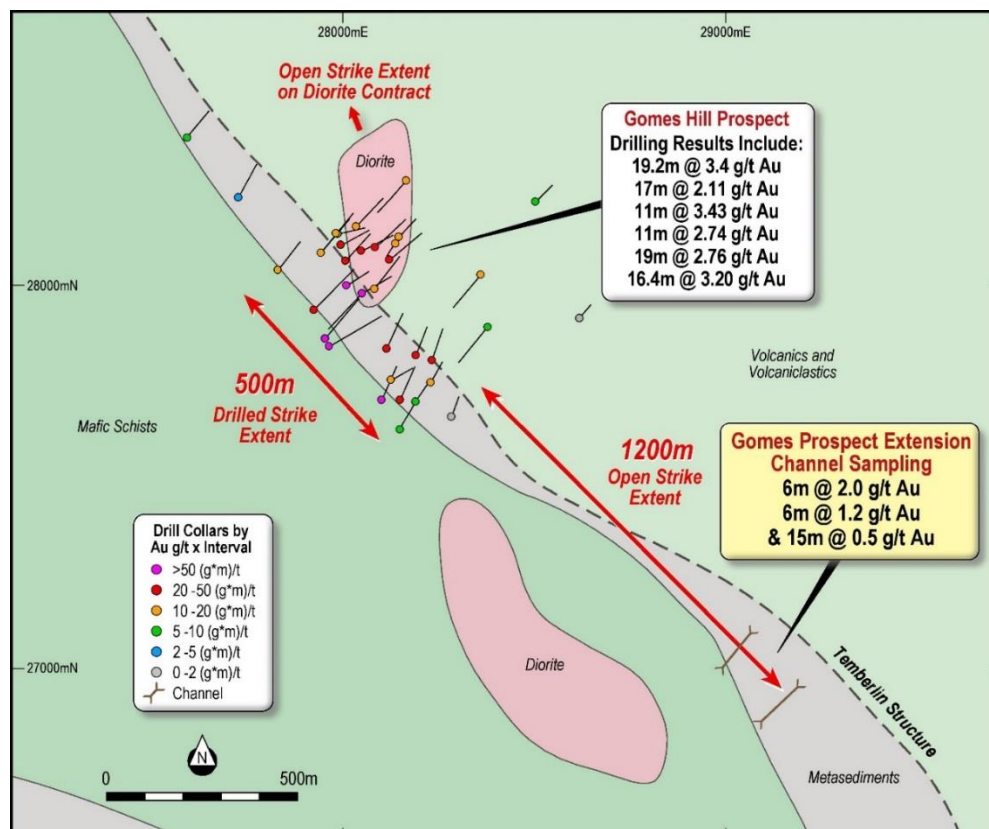 28000mE
29000mE
Open Strike Extent
on Diorite Contract
Diorite
Gomes Hill Prospect
Drilling Results Include:
19.2m @ 3.4 g/t Au
17m @ 2.11 g/t Au
11m @ 3.43 g/t Au
11m @ 2.74 g/t Au
19m @ 2.76 g/t Au
16.4m @ 3.20 g/t Au
28000mN
Volcanics and
Volcaniclastics
500m
Drilled Strike
Extent
Mafic Schists
1200m
Open Strike
Extent
Gomes Prospect Extension
Channel Sampling
6m @ 2.0 g/t Au
6m @ 1.2 g/t Au
& 15m @ 0.5 g/t Au
Drill Collars by
Au g/t x Interval
>50 (g*m)/t
20 -50 (g*m)/t
10 -20 (g*m)/t
5 -10 (g*m)/t
2 -5 (g*m)/t
0 -2 (g*m)/t
Channel
27000mN
Diorite
Temberlin Structure
Metasediments
N
0
500m